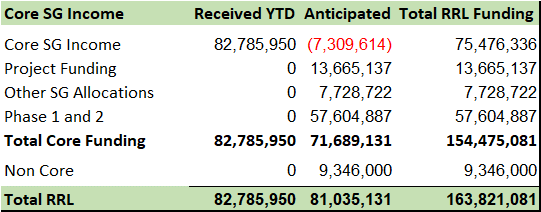 Core SG Income Received YTD Anticipated Total RRL Funding
Core SG Income 82,785,950 (7,309,614) 75,476,336
Project Funding 0 13,665,137 13,665,137
Other SG Allocations 0 7,728,722 7,728,722
Phase 1 and 2 0 57,604,887 57,604,887
Total Core Funding 82,785,950 71,689,131 154,475,081
Non Core 0 9,346,000 9,346,000
Total RRL 82,785,950 81,035,131 163,821,081